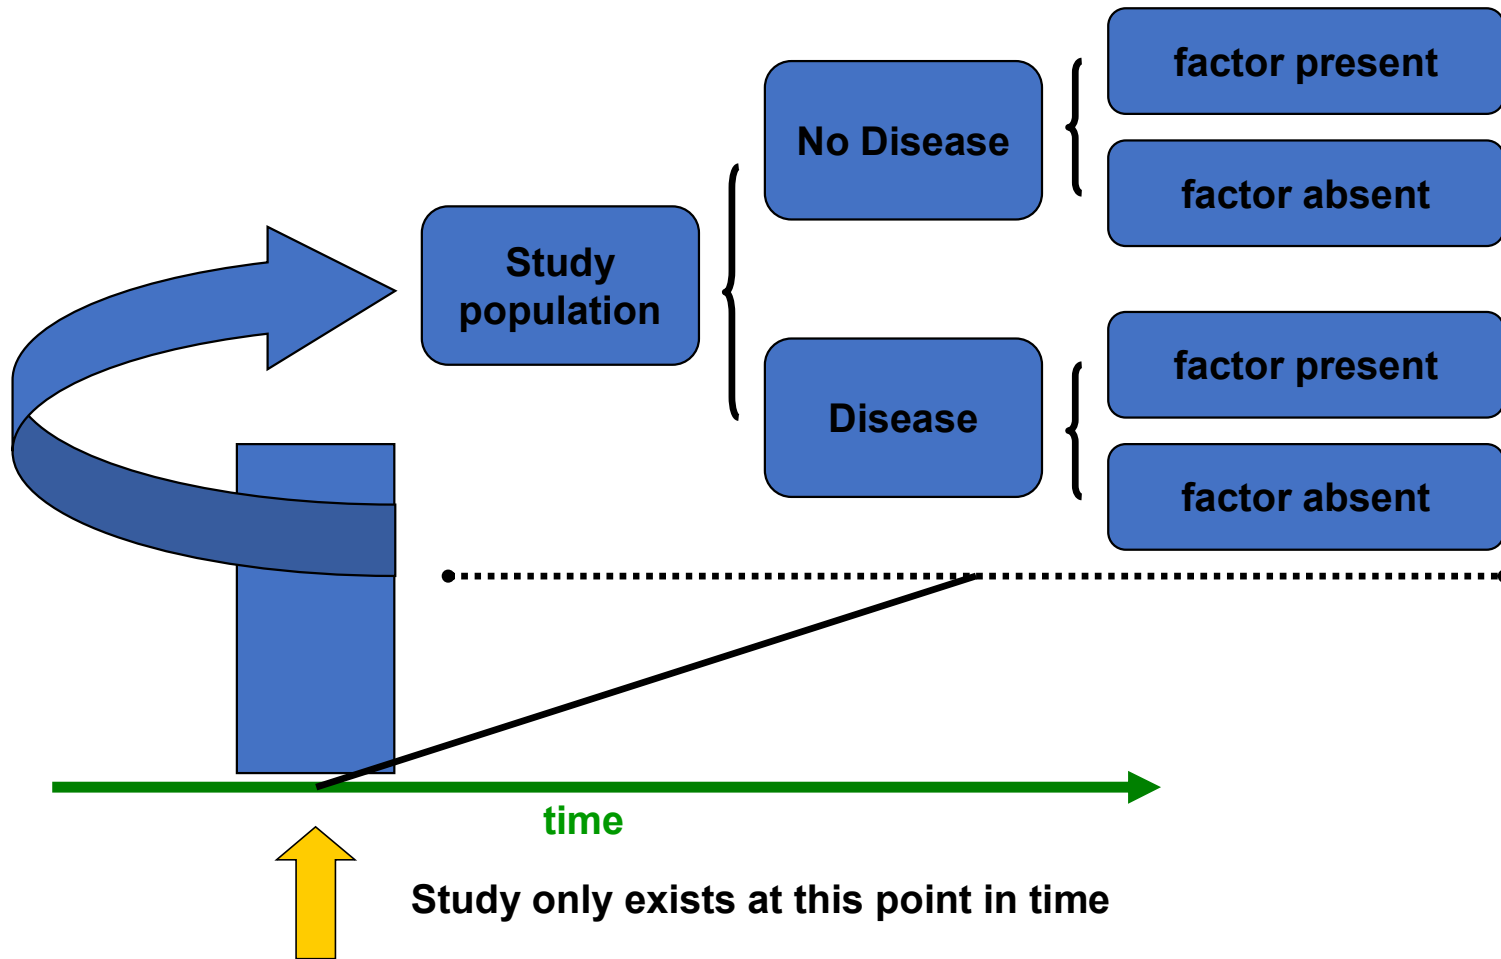 Study
population
No Disease
factor present
factor absent
Disease
factor present
factor absent
time
Study only exists at this point in time